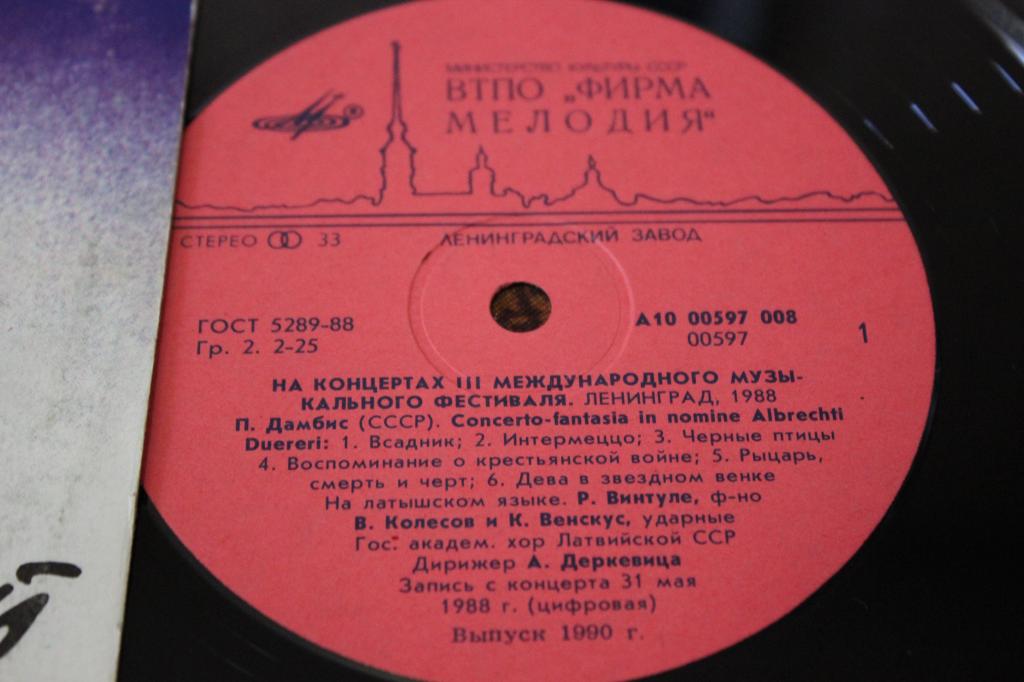 МИНИСТЕРСТВО КУЛЬТУРЫ СССР
ВТПО „ФИРМА
МЕЛОДИЯ"
СТЕРЕО 33
ЛЕНИНГРАДСКИЙ ЗАВОД
ГОСТ 5289-88
Гр. 2. 2-25
А10 00597 008
00597
1
НА КОНЦЕРТАХ III МЕЖДУНАРОДНОГО МУЗЫ-
КАЛЬНОГО ФЕСТИВАЛЯ. ЛЕНИНГРАД, 1988
П. Дамбис (СССР). Concerto-fantasia in nomine Albrechti
Duereri: 1. Всадник; 2. Интермеццо; 3. Черные птицы
4. Воспоминание о крестьянской войне; 5. Рыцарь,
смерть и черт; 6. Дева в звездном венке
На латышском языке. Р. Винтуле, ф-но
В. Колесов и К. Венскус, ударные
Гос. академ. хор Латвийской ССР
Дирижер А. Деркевица
Запись с концерта 31 мая
1988 г. (цифровая)
Выпуск 1990 г.